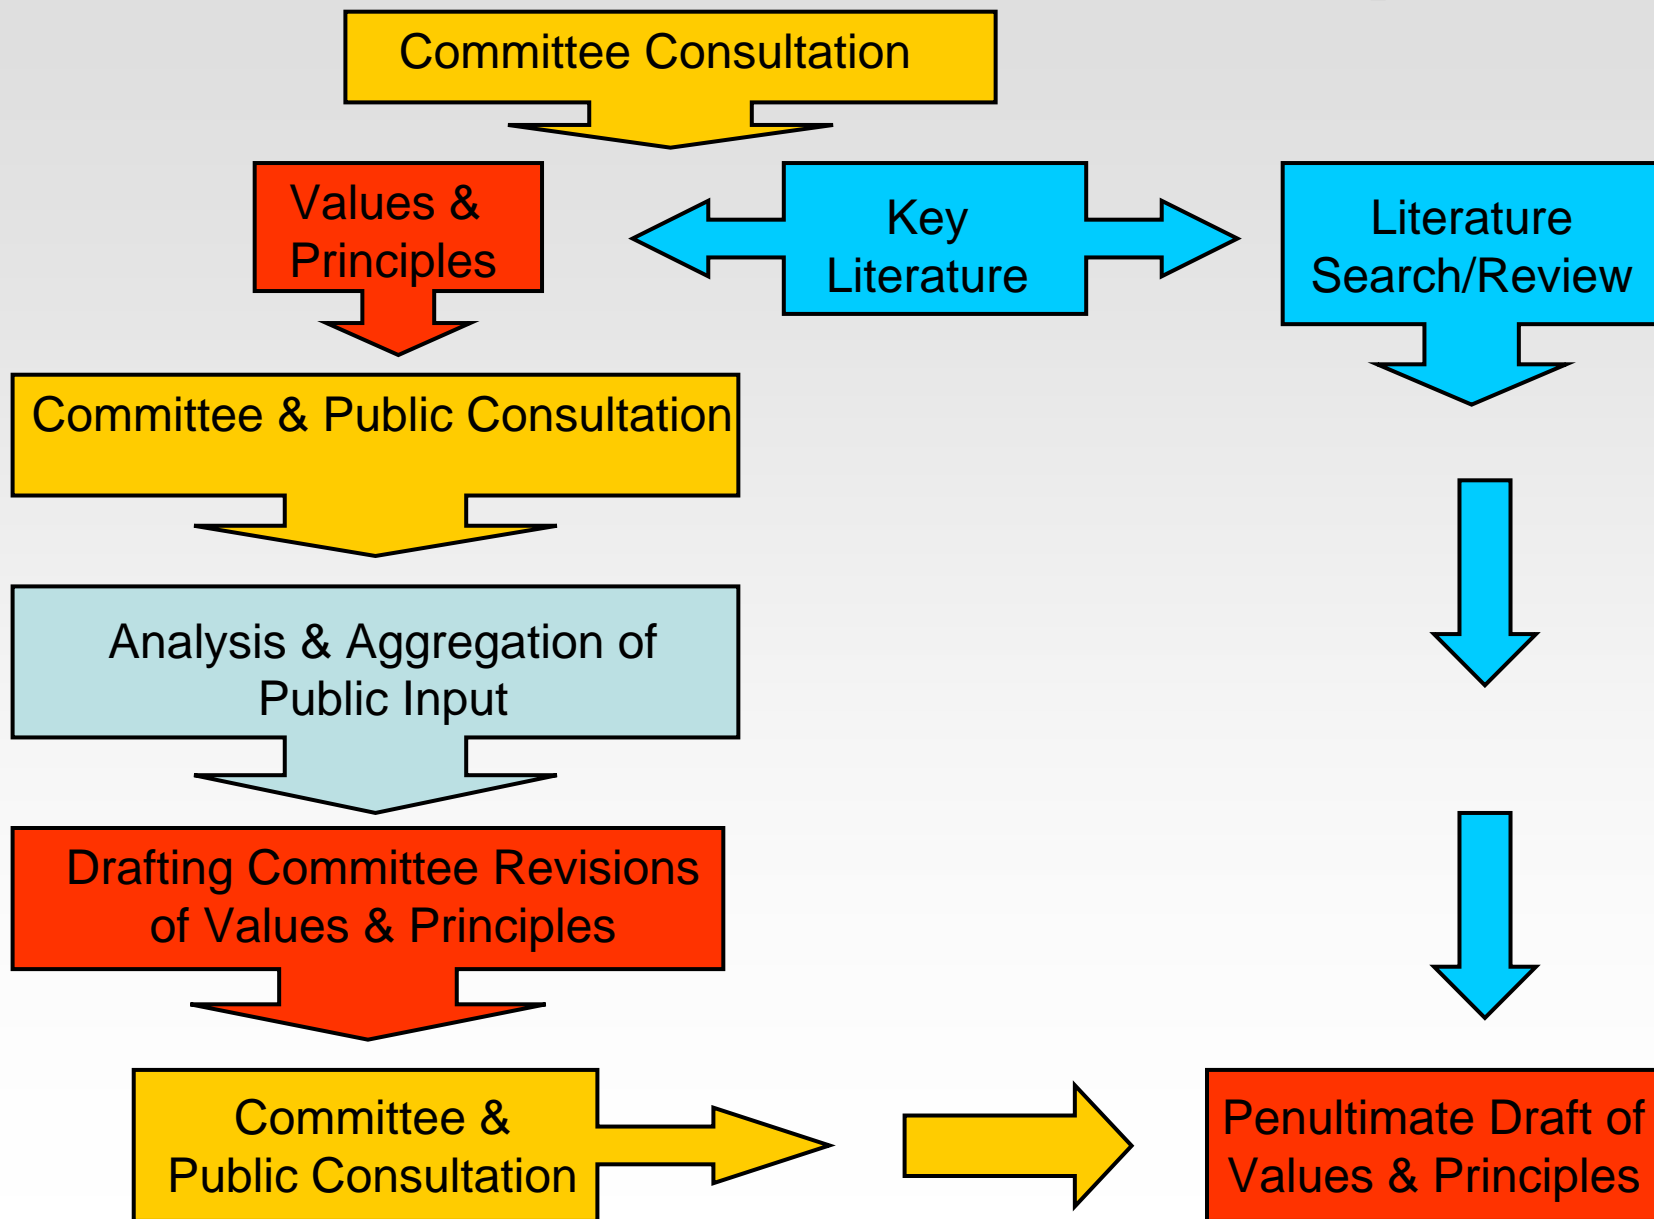 Committee Consultation
Values &
Principles
Key
Literature
Literature
Search/Review
Committee & Public Consultation
Analysis & Aggregation of
Public Input
Drafting Committee Revisions
of Values & Principles
Committee &
Public Consultation
Penultimate Draft of
Values & Principles